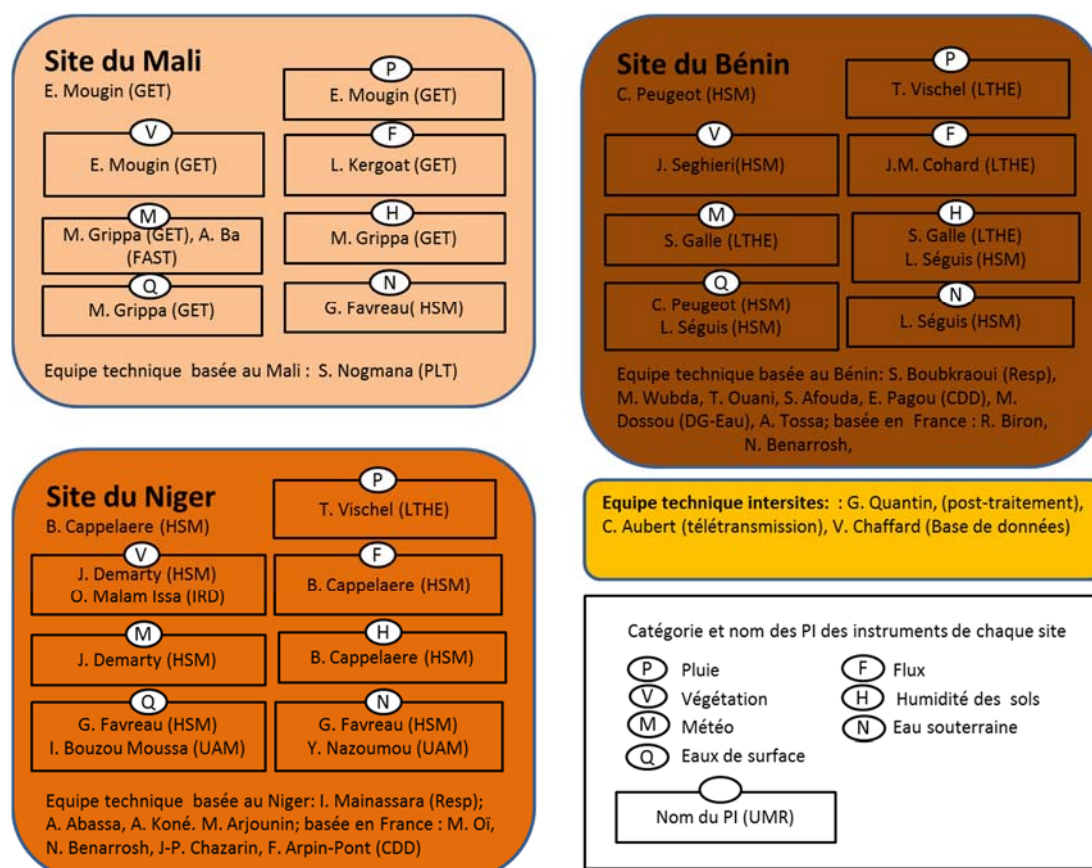 Site du Mali
E. Mougin (GET)
P
E. Mougin (GET)
V
E. Mougin (GET)
F
L. Kergoat (GET)
M
M. Grippa (GET), A. Ba
(FAST)
H
M. Grippa (GET)
Q
M. Grippa (GET)
N
G. Favreau( HSM)
Equipe technique basée au Mali : S. Nogmana (PLT)
Site du Bénin
C. Peugeot (HSM)
P
T. Vischel (LTHE)
V
J. Seghieri(HSM)
F
J.M. Cohard (LTHE)
M
S. Galle (LTHE)
H
S. Galle (LTHE)
L. Séguis (HSM)
Q
C. Peugeot (HSM)
L. Séguis (HSM)
N
L. Séguis (HSM)
Equipe technique basée au Bénin: S. Boubkraoui (Resp),
M. Wubda, T. Ouani, S. Afouda, E. Pagou (CDD), M.
Dossou (DG-Eau), A. Tossa; basée en France : R. Biron,
N. Benarrosh,
Site du Niger
B. Cappelaere (HSM)
P
T. Vischel (LTHE)
V
J. Demarty (HSM)
O. Malam Issa (IRD)
F
B. Cappelaere (HSM)
M
J. Demarty (HSM)
H
B. Cappelaere (HSM)
Q
G. Favreau (HSM)
I. Bouzou Moussa (UAM)
N
G. Favreau (HSM)
Y. Nazoumou (UAM)
Equipe technique basée au Niger: I. Mainassara (Resp);
A. Abassa, A. Koné. M. Arjounin; basée en France : M. Oï,
N. Benarrosh, J-P. Chazarin, F. Arpin-Pont (CDD)
Equipe technique intersites: : G. Quantin, (post-traitement),
C. Aubert (télétransmission), V. Chaffard (Base de données)
Catégorie et nom des PI des instruments de chaque site
P Pluie
V Végétation
M Météo
Q Eaux de surface
F Flux
H Humidité des sols
N Eau souterraine
Nom du PI (UMR)